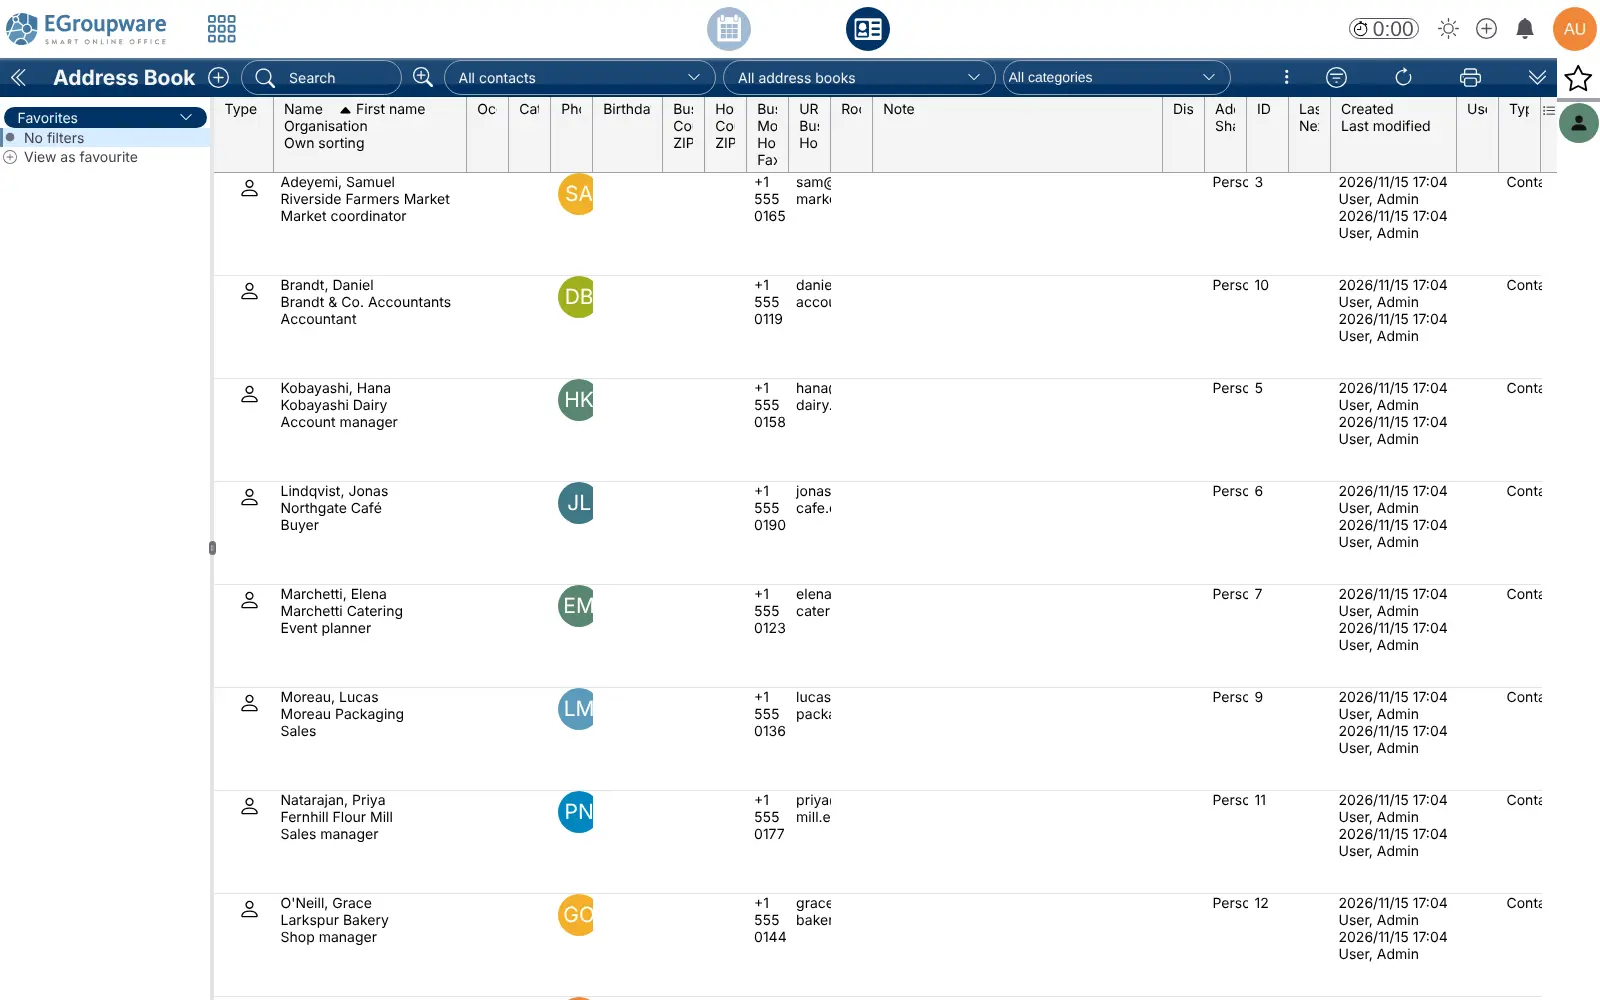 EGroupware
SMART ONLINE OFFICE
0:00
AU
Address Book
Search
All contacts
All address books
All categories
Favorites
No filters
View as favourite
Type
Name First name
Organisation
Own sorting
Birthda
ZIP
ZIP
Note
ID
Created
Last modified
Adeyemi, Samuel
Riverside Farmers Market
Market coordinator
SA
+1
555
0165
sam@
3
2026/11/15 17:04
User, Admin
2026/11/15 17:04
User, Admin
Brandt, Daniel
Brandt & Co. Accountants
Accountant
DB
+1
555
0119
10
2026/11/15 17:04
User, Admin
2026/11/15 17:04
User, Admin
Kobayashi, Hana
Kobayashi Dairy
Account manager
HK
+1
555
0158
dairy.
5
2026/11/15 17:04
User, Admin
2026/11/15 17:04
User, Admin
Lindqvist, Jonas
Northgate Café
Buyer
JL
+1
555
0190
jonas
6
2026/11/15 17:04
User, Admin
2026/11/15 17:04
User, Admin
Marchetti, Elena
Marchetti Catering
Event planner
EM
+1
555
0123
elena
7
2026/11/15 17:04
User, Admin
2026/11/15 17:04
User, Admin
Moreau, Lucas
Moreau Packaging
Sales
LM
+1
555
0136
lucas
9
2026/11/15 17:04
User, Admin
2026/11/15 17:04
User, Admin
Natarajan, Priya
Fernhill Flour Mill
Sales manager
PN
+1
555
0177
mill.e
11
2026/11/15 17:04
User, Admin
2026/11/15 17:04
User, Admin
O'Neill, Grace
Larkspur Bakery
Shop manager
GO
+1
555
0144
grace
12
2026/11/15 17:04
User, Admin
2026/11/15 17:04
User, Admin